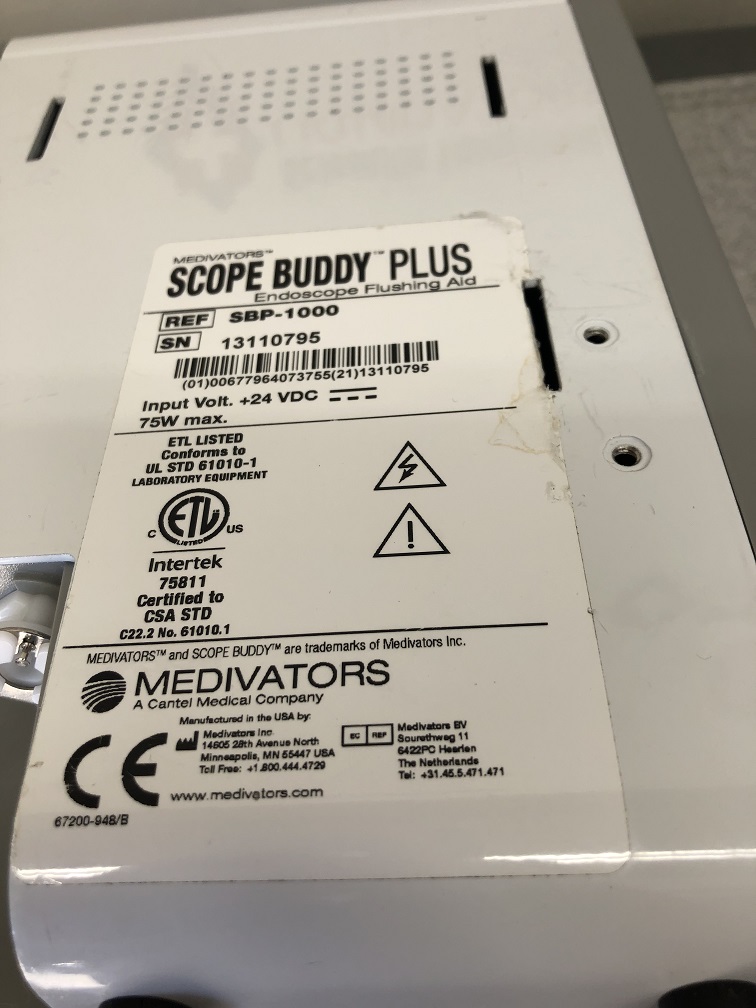 MEDIVATORS™
SCOPE BUDDY™ PLUS
Endoscope Flushing Aid
REF SBP-1000
SN 13110795
(01)00677964073755(21)13110795
Input Volt. +24 VDC
75W max.
ETL LISTED
Conforms to
UL STD 61010-1
LABORATORY EQUIPMENT
C ETL US
LISTED
Intertek
75811
Certified to
CSA STD
C22.2 No. 61010.1
MEDIVATORS™ and SCOPE BUDDY™ are trademarks of Medivators Inc.
MEDIVATORS
A Cantel Medical Company
Manufactured in the USA by:
Medivators Inc
14605 28th Avenue North
Minneapolis, MN 55447 USA
Toll Free: +1.800.444.4729
EC REP
Medivators BV
Sourethweg 11
6422PC Heerlen
The Netherlands
Tel: +31.45.5.471.471
CE
www.medivators.com
67200-948/B